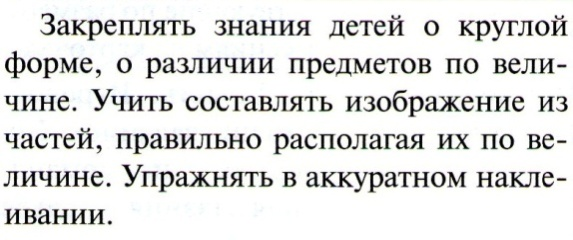 Закреплять знания детей о круглой
форме, о различии предметов по вели-
чине. Учить составлять изображение из
частей, правильно располагая их по ве-
личине. Упражнять в аккуратном накле-
ивании.